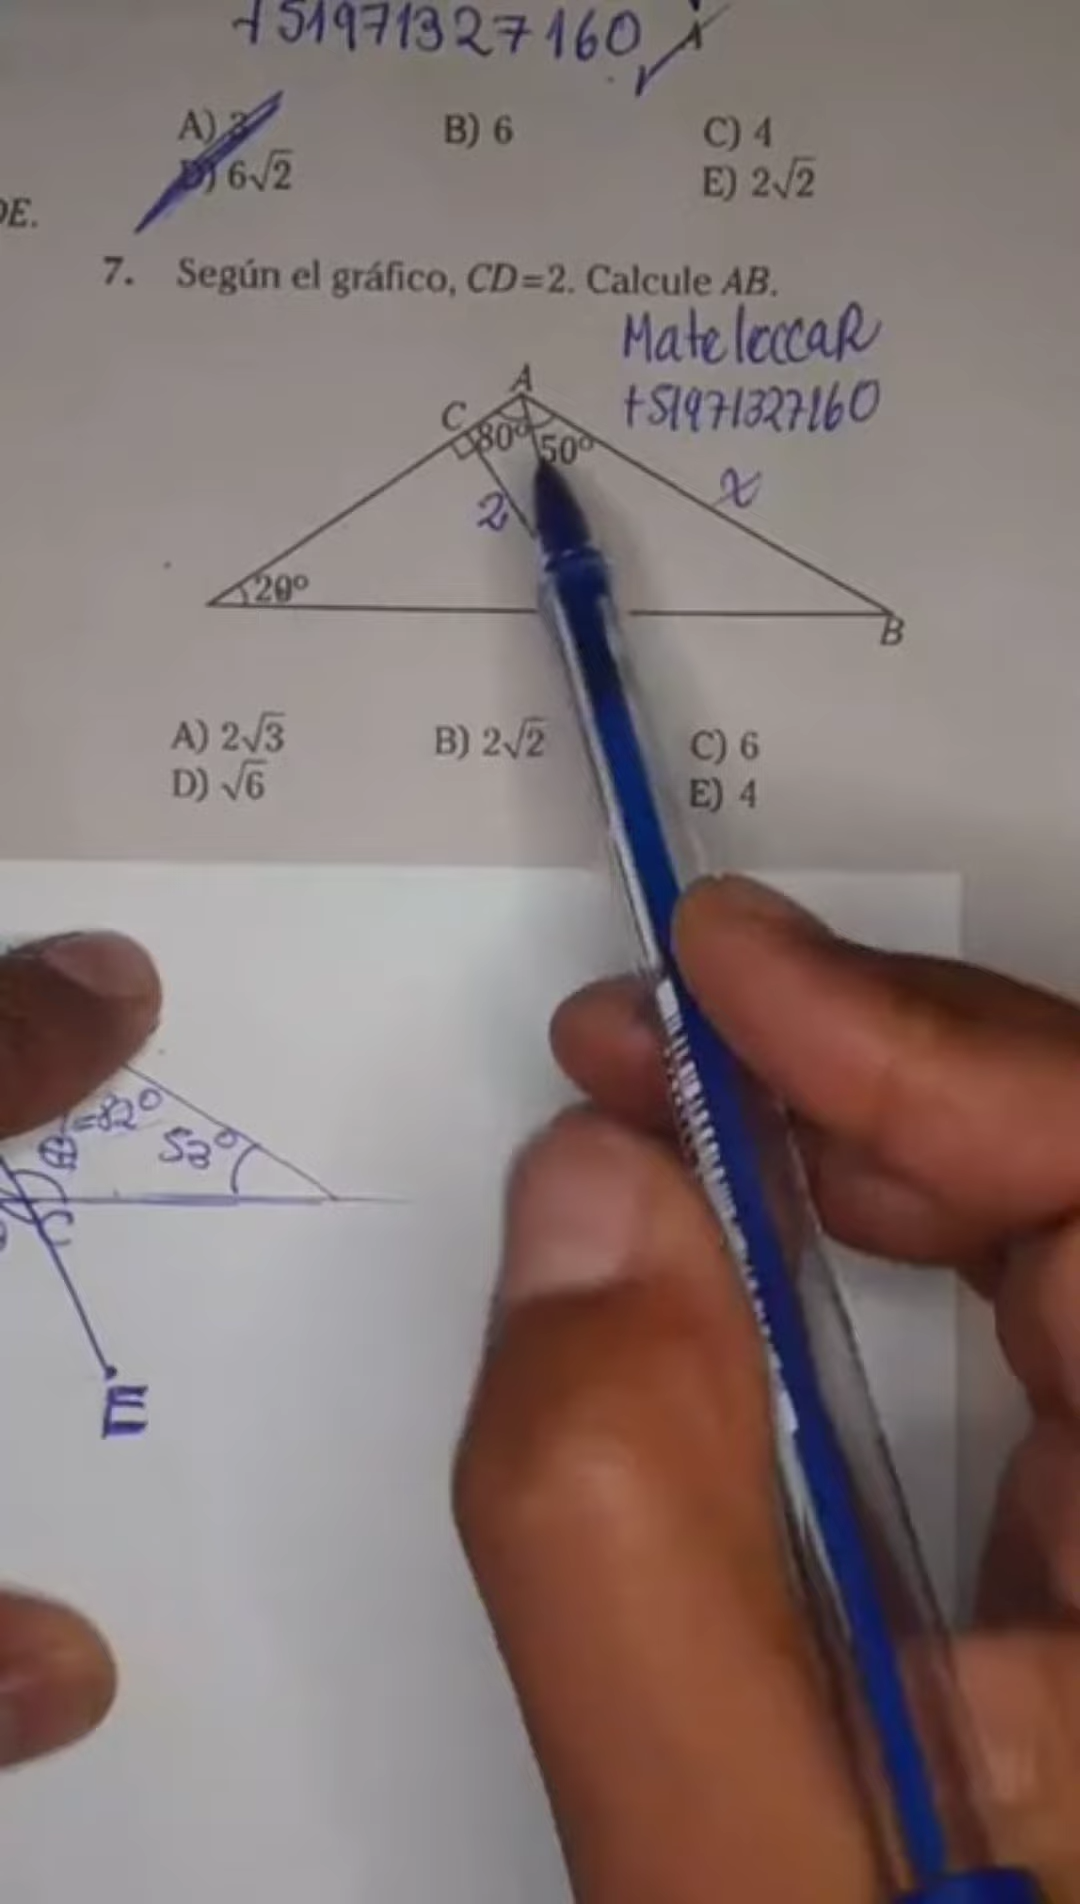 +51971327160
A) 3
B) 6
C) 4
D) 6√2
E) 2√2
DE.
7. Según el gráfico, CD=2. Calcule AB.
MateleccaR
+51971327160
A
C
80°
50°
x
2
20°
B
A) 2√3
B) 2√2
C) 6
D) √6
E) 4
=82°
53°
E